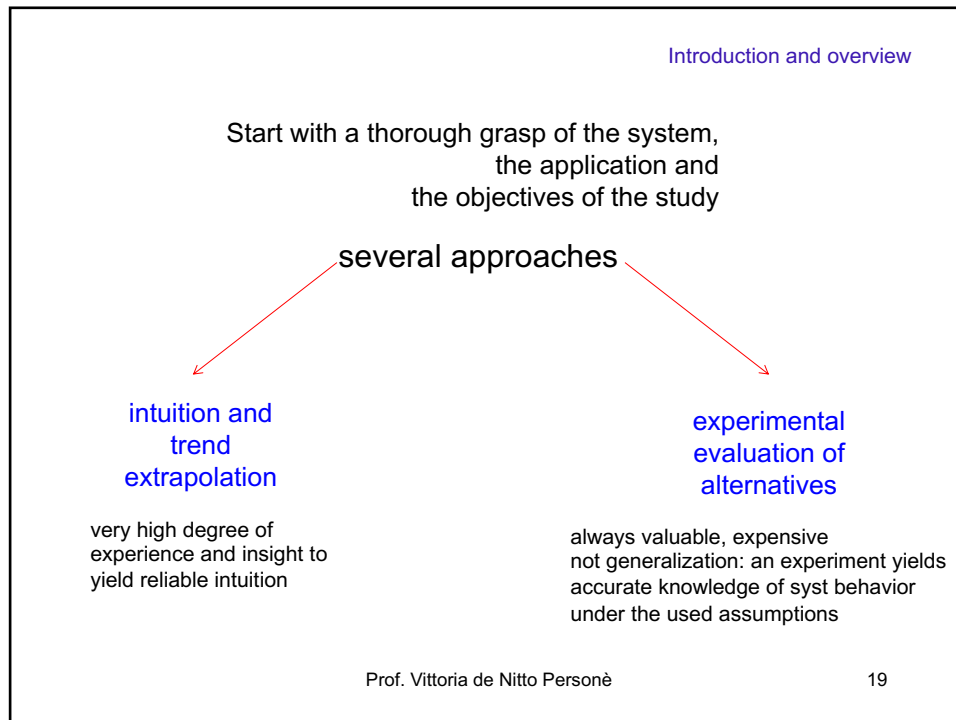 Introduction and overview
Start with a thorough grasp of the system,
the application and
the objectives of the study
several approaches
intuition and
trend
extrapolation
very high degree of
experience and insight to
yield reliable intuition
experimental
evaluation of
alternatives
always valuable, expensive
not generalization: an experiment yields
accurate knowledge of syst behavior
under the used assumptions
Prof. Vittoria de Nitto Personè
19